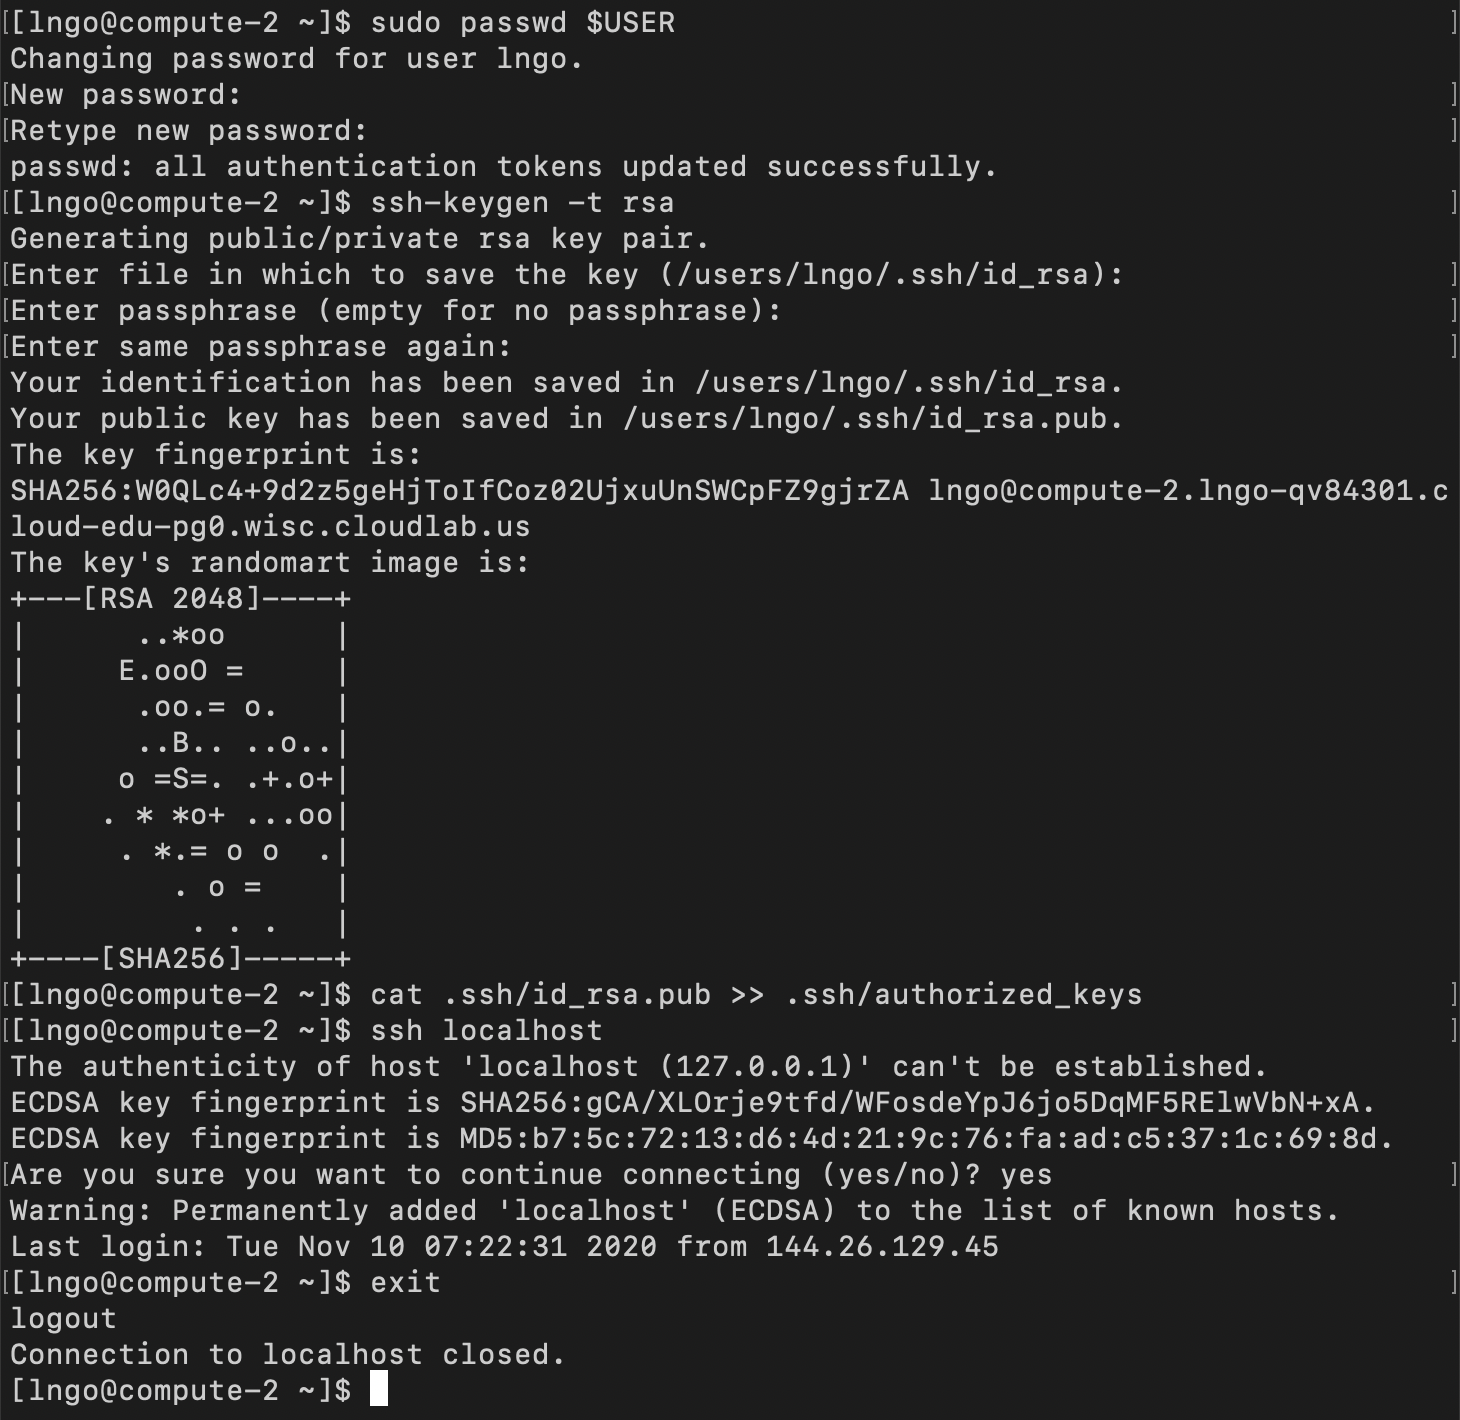 [[lngo@compute-2 ~]$ sudo passwd $USER ]
Changing password for user lngo.
[New password: ]
[Retype new password: ]
passwd: all authentication tokens updated successfully.
[[lngo@compute-2 ~]$ ssh-keygen -t rsa ]
Generating public/private rsa key pair.
[Enter file in which to save the key (/users/lngo/.ssh/id_rsa): ]
[Enter passphrase (empty for no passphrase): ]
[Enter same passphrase again: ]
Your identification has been saved in /users/lngo/.ssh/id_rsa.
Your public key has been saved in /users/lngo/.ssh/id_rsa.pub.
The key fingerprint is:
SHA256:W0QLc4+9d2z5geHjToIfCoz02UjxuUnSWCpFZ9gjrZA lngo@compute-2.lngo-qv84301.c
loud-edu-pg0.wisc.cloudlab.us
The key's randomart image is:
+---[RSA 2048]----+
|      ..*oo      |
|     E.ooO =     |
|      .oo.= o.   |
|      ..B.. ..o..|
|     o =S=. .+.o+|
|    . * *o+ ...oo|
|     . *.= o o  .|
|        . o =    |
|         . . .   |
+----[SHA256]-----+
[[lngo@compute-2 ~]$ cat .ssh/id_rsa.pub >> .ssh/authorized_keys ]
[[lngo@compute-2 ~]$ ssh localhost ]
The authenticity of host 'localhost (127.0.0.1)' can't be established.
ECDSA key fingerprint is SHA256:gCA/XLOrje9tfd/WFosdeYpJ6jo5DqMF5RElwVbN+xA.
ECDSA key fingerprint is MD5:b7:5c:72:13:d6:4d:21:9c:76:fa:ad:c5:37:1c:69:8d.
[Are you sure you want to continue connecting (yes/no)? yes ]
Warning: Permanently added 'localhost' (ECDSA) to the list of known hosts.
Last login: Tue Nov 10 07:22:31 2020 from 144.26.129.45
[[lngo@compute-2 ~]$ exit ]
logout
Connection to localhost closed.
[lngo@compute-2 ~]$